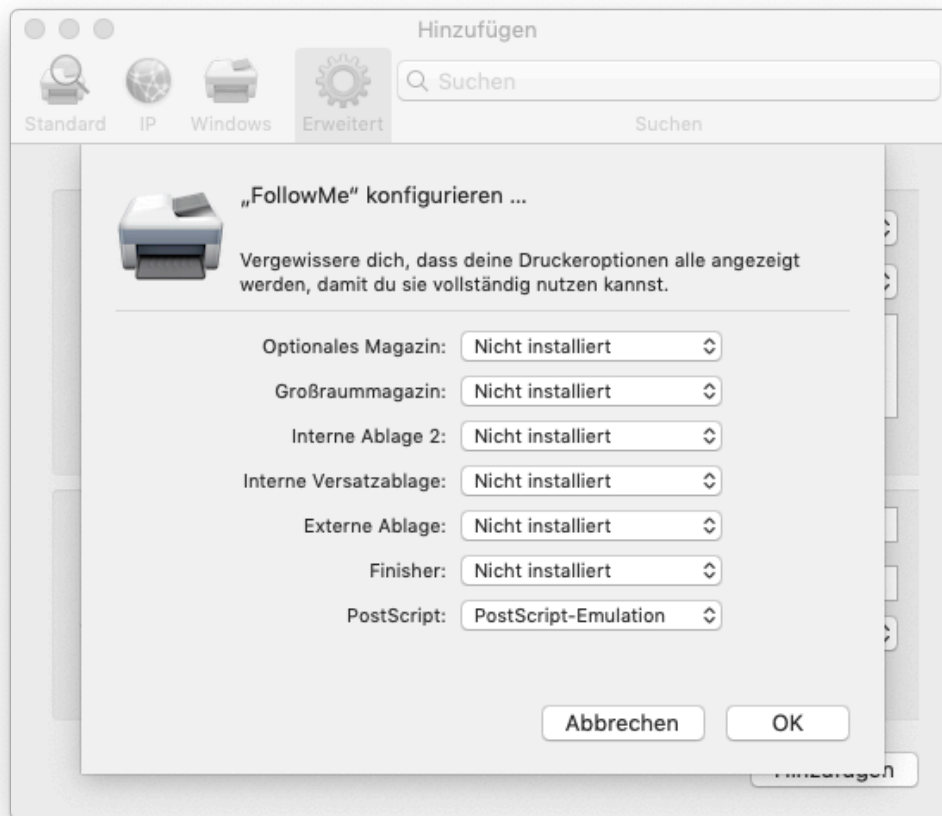 Hinzufügen
Suchen
Standard IP Windows Erweitert Suchen
„FollowMe“ konfigurieren ...
Vergewissere dich, dass deine Druckeroptionen alle angezeigt
werden, damit du sie vollständig nutzen kannst.
Optionales Magazin: Nicht installiert
Großraummagazin: Nicht installiert
Interne Ablage 2: Nicht installiert
Interne Versatzablage: Nicht installiert
Externe Ablage: Nicht installiert
Finisher: Nicht installiert
PostScript: PostScript-Emulation
Abbrechen OK
Hinzufügen